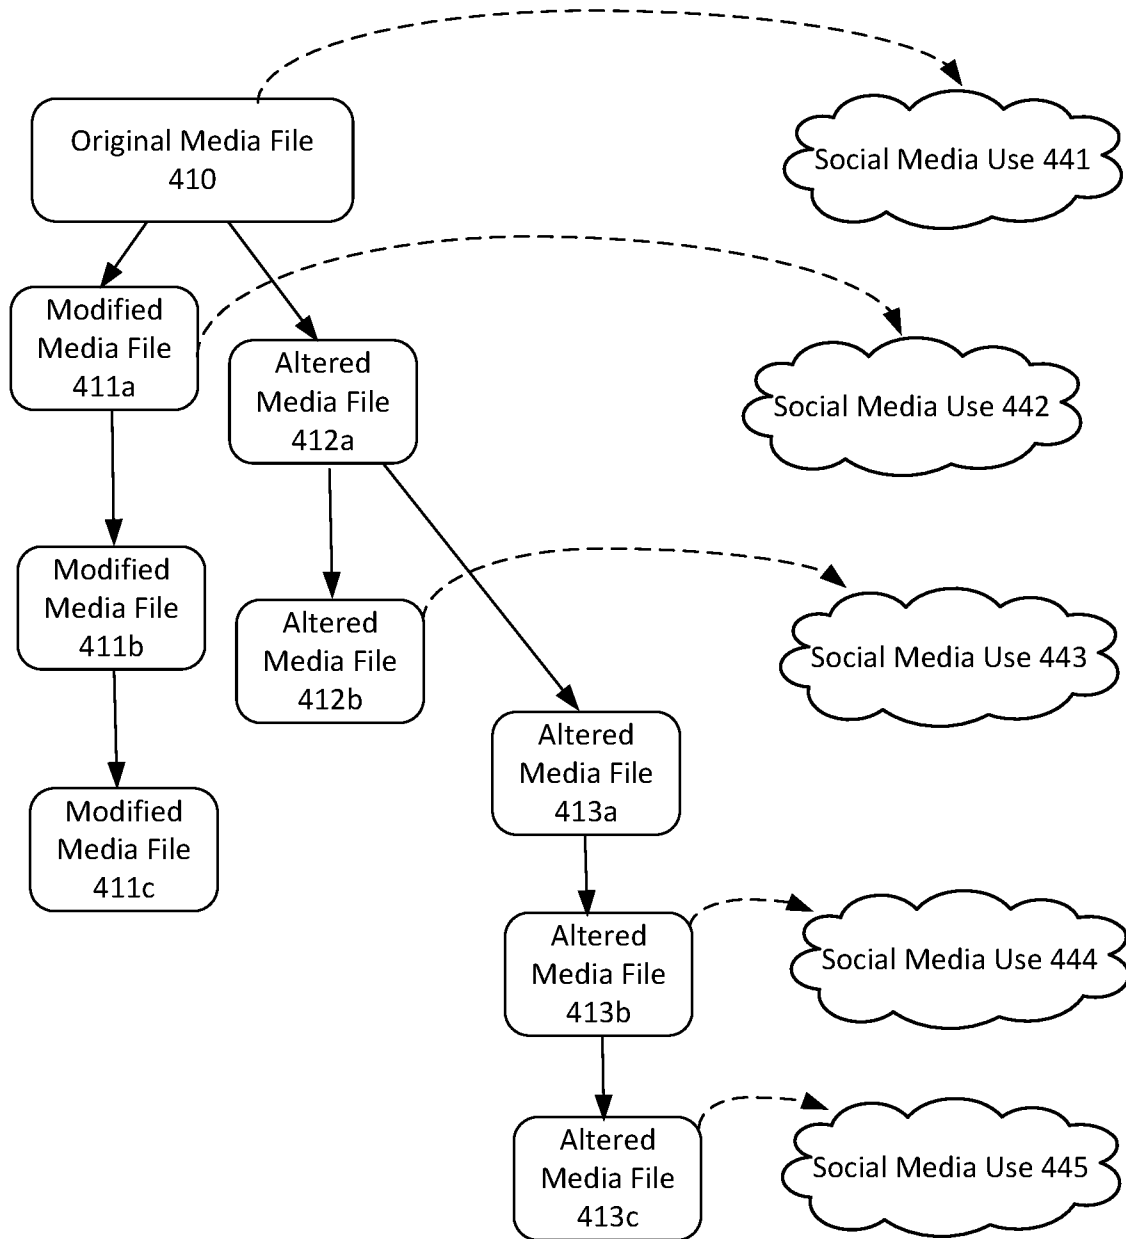 Original Media File
410
Social Media Use 441
Modified
Media File
411a
Altered
Media File
412a
Social Media Use 442
Modified
Media File
411b
Altered
Media File
412b
Social Media Use 443
Altered
Media File
413a
Modified
Media File
411c
Altered
Media File
413b
Social Media Use 444
Altered
Media File
413c
Social Media Use 445